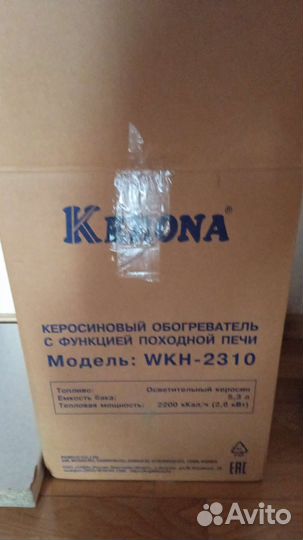 KERONA®
КЕРОСИНОВЫЙ ОБОГРЕВАТЕЛЬ
С ФУНКЦИЕЙ ПОХОДНОЙ ПЕЧИ
Модель: WKH-2310
Топливо: Осветительный керосин
Емкость бака: 5,3 л
Тепловая мощность: 2200 кКал/ч (2,6 кВт)
EAC
Avito